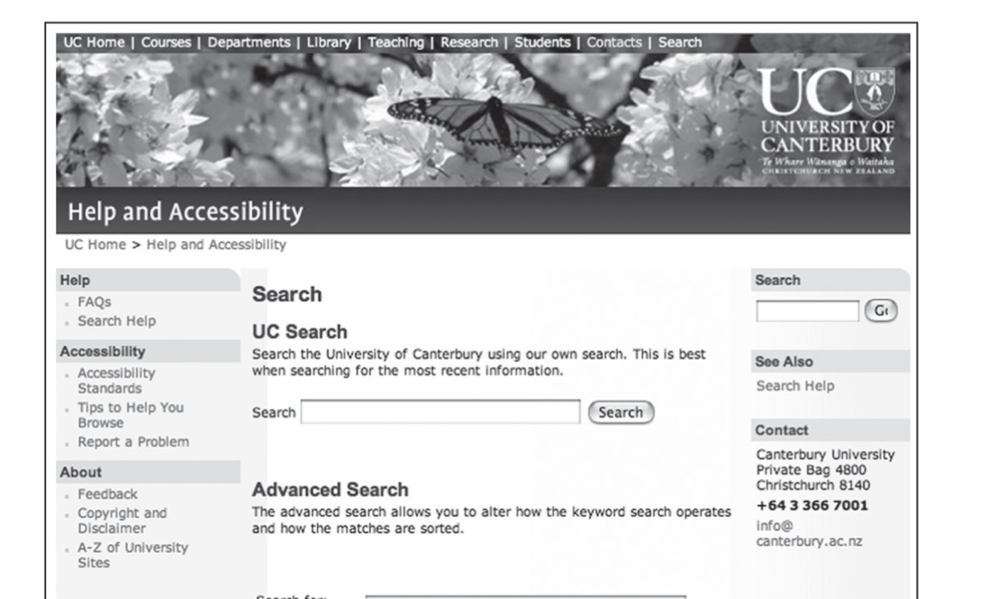 UC Home | Courses | Departments | Library | Teaching | Research | Students | Contacts | Search
UC
UNIVERSITY OF
CANTERBURY
Te Whare Wānanga o Waitaha
CHRISTCHURCH NEW ZEALAND
Help and Accessibility
UC Home > Help and Accessibility
Help
FAQs
Search Help
Accessibility
Accessibility
Standards
Tips to Help You
Browse
Report a Problem
About
Feedback
Copyright and
Disclaimer
A-Z of University
Sites
Search
UC Search
Search the University of Canterbury using our own search. This is best
when searching for the most recent information.
Search
Search
Advanced Search
The advanced search allows you to alter how the keyword search operates
and how the matches are sorted.
Search for:
Search
See Also
Search Help
Contact
Canterbury University
Private Bag 4800
Christchurch 8140
+64 3 366 7001
info@
canterbury.ac.nz